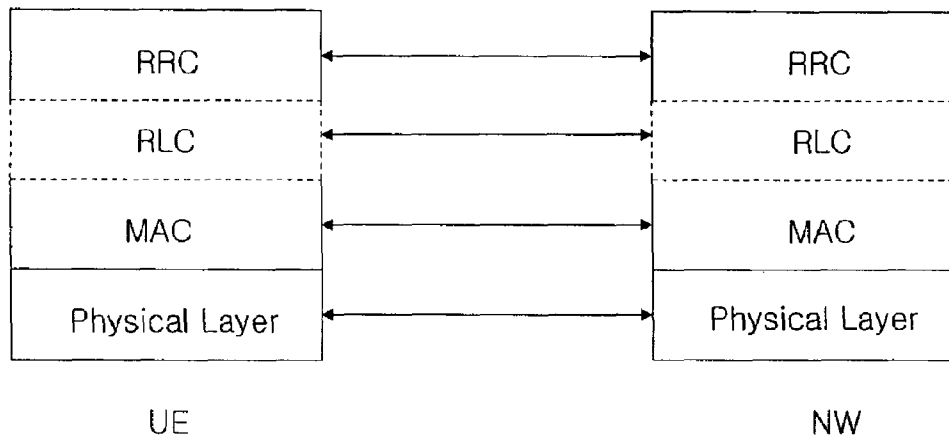 RRC
RRC
RLC
RLC
MAC
MAC
Physical Layer
Physical Layer
UE
NW